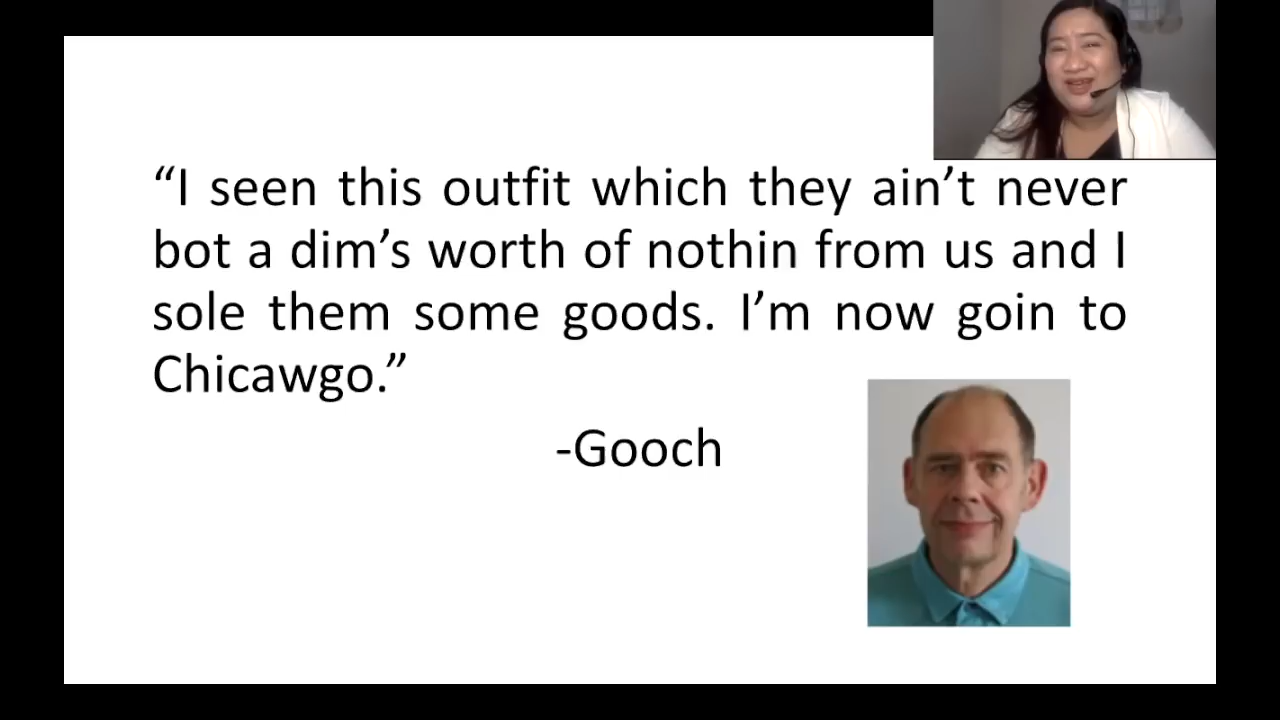 “I seen this outfit which they ain’t never
bot a dim’s worth of nothin from us and I
sole them some goods. I’m now goin to
Chicawgo.”
-Gooch